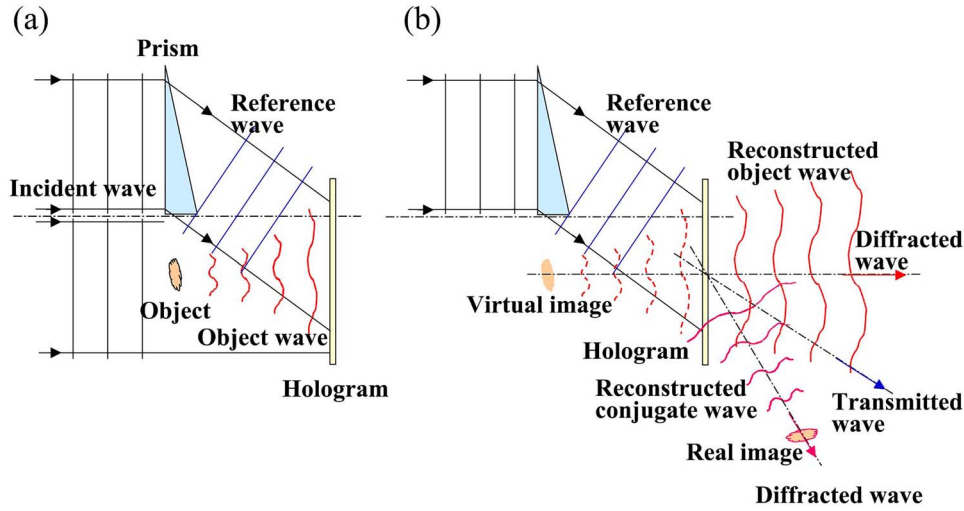 (a)
Prism
Reference
wave
Incident wave
Object
Object wave
Hologram
(b)
Reference
wave
Reconstructed
object wave
Diffracted
wave
Virtual image
Hologram
Reconstructed
conjugate wave
Transmitted
wave
Real image
Diffracted wave